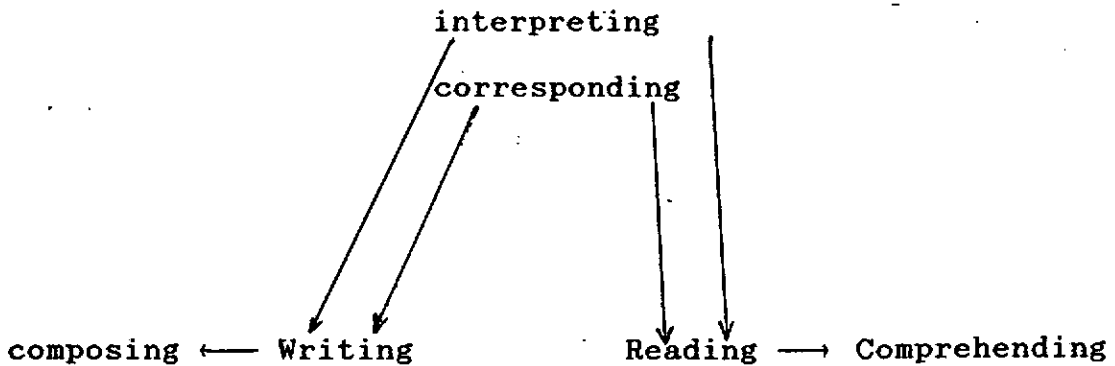 interpreting
corresponding
composing ← Writing Reading → Comprehending